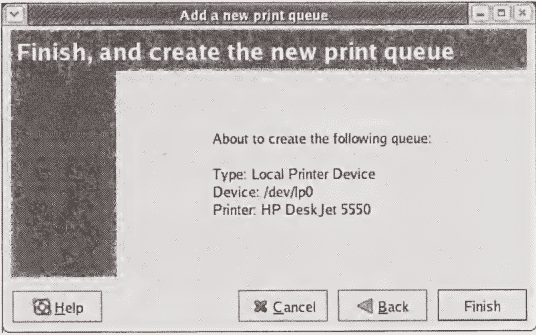 Add a new print queue
Finish, and create the new print queue
About to create the following queue:
Type: Local Printer Device
Device: /dev/lp0
Printer: HP DeskJet 5550
Help
Cancel
Back
Finish